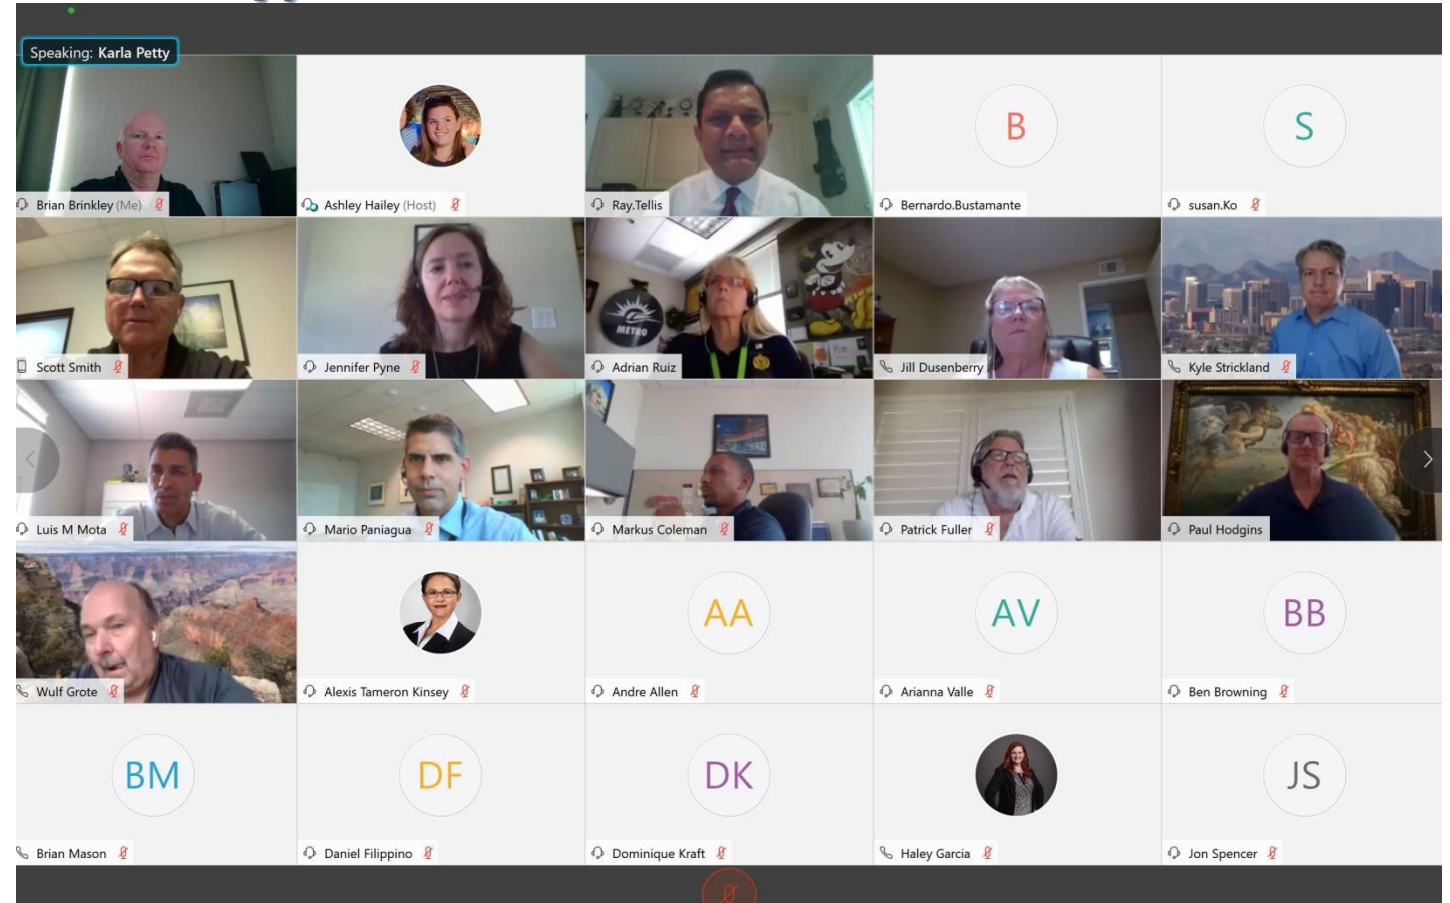 Speaking: Karla Petty
Brian Brinkley (Me)
Ashley Hailey (Host)
Ray.Tellis
B
Bernardo.Bustamante
S
susan.Ko
Scott Smith
Jennifer Pyne
METRO
Adrian Ruiz
Jill Dusenberry
Kyle Strickland
Luis M Mota
Mario Paniagua
Markus Coleman
Patrick Fuller
Paul Hodgins
Wulf Grote
Alexis Tameron Kinsey
AA
Andre Allen
AV
Arianna Valle
BB
Ben Browning
BM
Brian Mason
DF
Daniel Filippino
DK
Dominique Kraft
Haley Garcia
JS
Jon Spencer